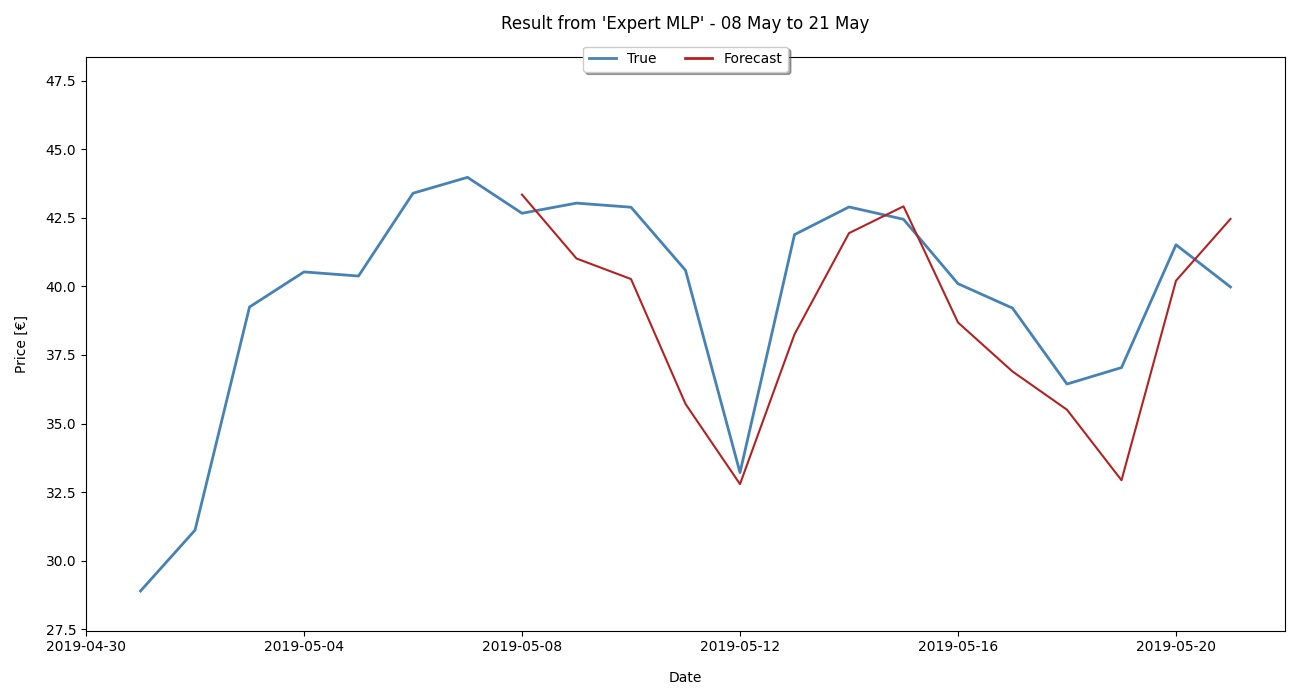 Result from 'Expert MLP' - 08 May to 21 May
True Forecast
47.5
45.0
42.5
40.0
37.5
35.0
32.5
30.0
27.5
Price [€]
2019-04-30 2019-05-04 2019-05-08 2019-05-12 2019-05-16 2019-05-20
Date